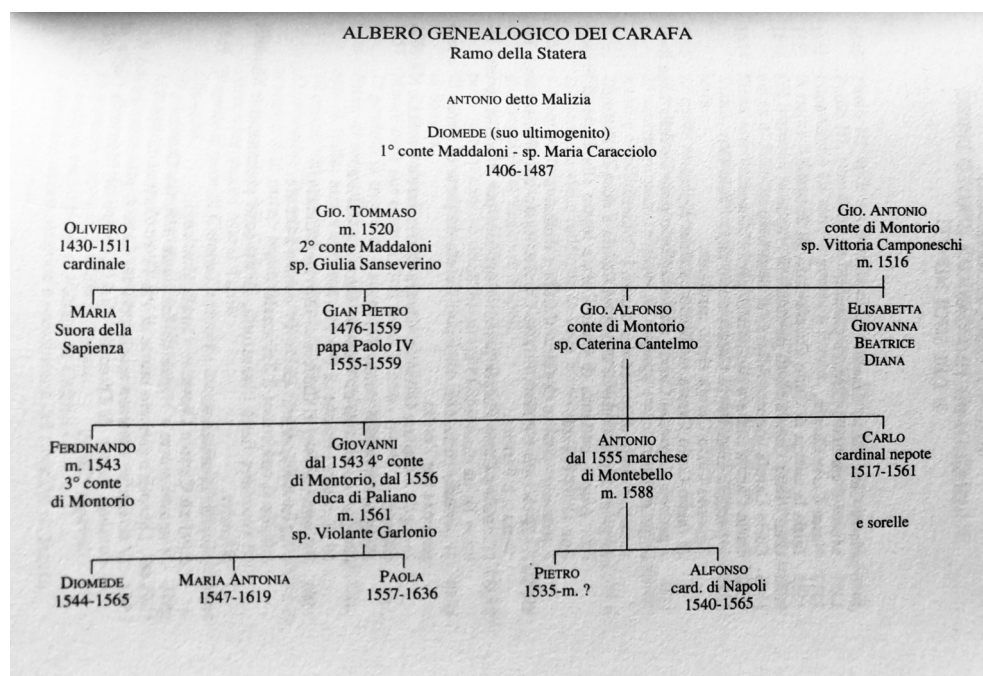 ALBERO GENEALOGICO DEI CARAFA
Ramo della Statera
ANTONIO detto Malizia
DIOMEDE (suo ultimogenito)
1° conte Maddaloni - sp. Maria Caracciolo
1406-1487
OLIVIERO
1430-1511
cardinale
GIO. TOMMASO
m. 1520
2° conte Maddaloni
sp. Giulia Sanseverino
GIO. ANTONIO
conte di Montorio
sp. Vittoria Camponeschi
m. 1516
MARIA
Suora della
Sapienza
GIAN PIETRO
1476-1559
papa Paolo IV
1555-1559
GIO. ALFONSO
conte di Montorio
sp. Caterina Cantelmo
ELISABETTA
GIOVANNA
BEATRICE
DIANA
FERDINANDO
m. 1543
3° conte
di Montorio
GIOVANNI
dal 1543 4° conte
di Montorio, dal 1556
duca di Paliano
m. 1561
sp. Violante Garlonio
ANTONIO
dal 1555 marchese
di Montebello
m. 1588
CARLO
cardinal nepote
1517-1561
e sorelle
DIOMEDE
1544-1565
MARIA ANTONIA
1547-1619
PAOLA
1557-1636
PIETRO
1535-m. ?
ALFONSO
card. di Napoli
1540-1565